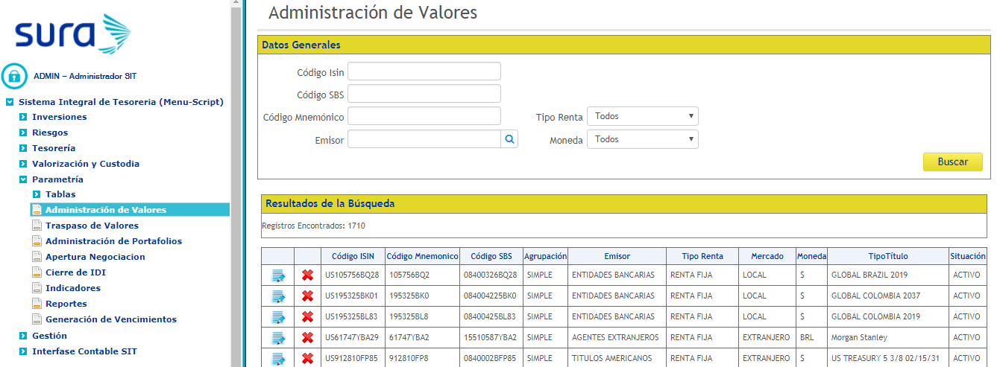 sura
ADMIN – Administrador SIT
Sistema Integral de Tesoreria (Menu-Script)
Inversiones
Riesgos
Tesorería
Valorización y Custodia
Parametría
Tablas
Administración de Valores
Traspaso de Valores
Administración de Portafolios
Apertura Negociacion
Cierre de IDI
Indicadores
Reportes
Generación de Vencimientos
Gestión
Interfase Contable SIT
Administración de Valores
Datos Generales
Código Isin
Código SBS
Código Mnemónico Tipo Renta Todos
Emisor Moneda Todos
Buscar
Resultados de la Búsqueda
Registros Encontrados: 1710
Código ISIN Código Mnemonico Código SBS Agrupación Emisor Tipo Renta Mercado Moneda TipoTítulo Situación
US105756BQ28 105756BQ2 08400326BQ28 SIMPLE ENTIDADES BANCARIAS RENTA FIJA LOCAL $ GLOBAL BRAZIL 2019 ACTIVO
US195325BK01 195325BK0 084004225BK0 SIMPLE ENTIDADES BANCARIAS RENTA FIJA LOCAL $ GLOBAL COLOMBIA 2037 ACTIVO
US195325BL83 195325BL8 08400425BL83 SIMPLE ENTIDADES BANCARIAS RENTA FIJA LOCAL $ GLOBAL COLOMBIA 2019 ACTIVO
US61747YBA29 61747YBA2 15510587YBA2 SIMPLE AGENTES EXTRANJEROS RENTA FIJA EXTRANJERO BRL Morgan Stanley ACTIVO
US912810FP85 912810FP8 0840002BFP85 SIMPLE TITULOS AMERICANOS RENTA FIJA EXTRANJERO $ US TREASURY 5 3/8 02/15/31 ACTIVO